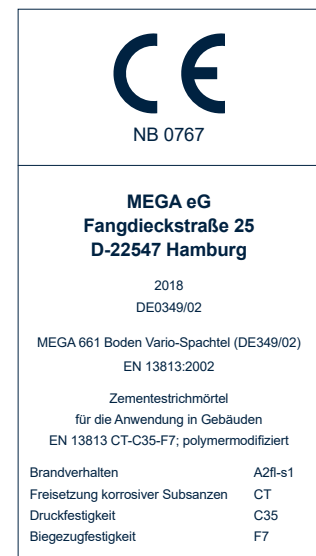 CE
NB 0767
MEGA eG
Fangdieckstraße 25
D-22547 Hamburg
2018
DE0349/02
MEGA 661 Boden Vario-Spachtel (DE349/02)
EN 13813:2002
Zementestrichmörtel
für die Anwendung in Gebäuden
EN 13813 CT-C35-F7; polymermodifiziert
Brandverhalten A2fl-s1
Freisetzung korrosiver Subsanzen CT
Druckfestigkeit C35
Biegezugfestigkeit F7